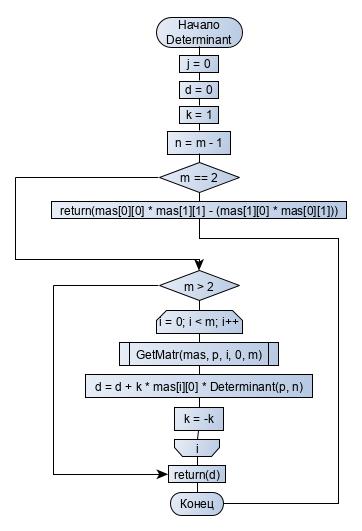 Начало
Determinant
j = 0
d = 0
k = 1
n = m - 1
m == 2
return(mas[0][0] * mas[1][1] - (mas[1][0] * mas[0][1]))
m > 2
i = 0; i < m; i++
GetMatr(mas, p, i, 0, m)
d = d + k * mas[i][0] * Determinant(p, n)
k = -k
i
return(d)
Конец